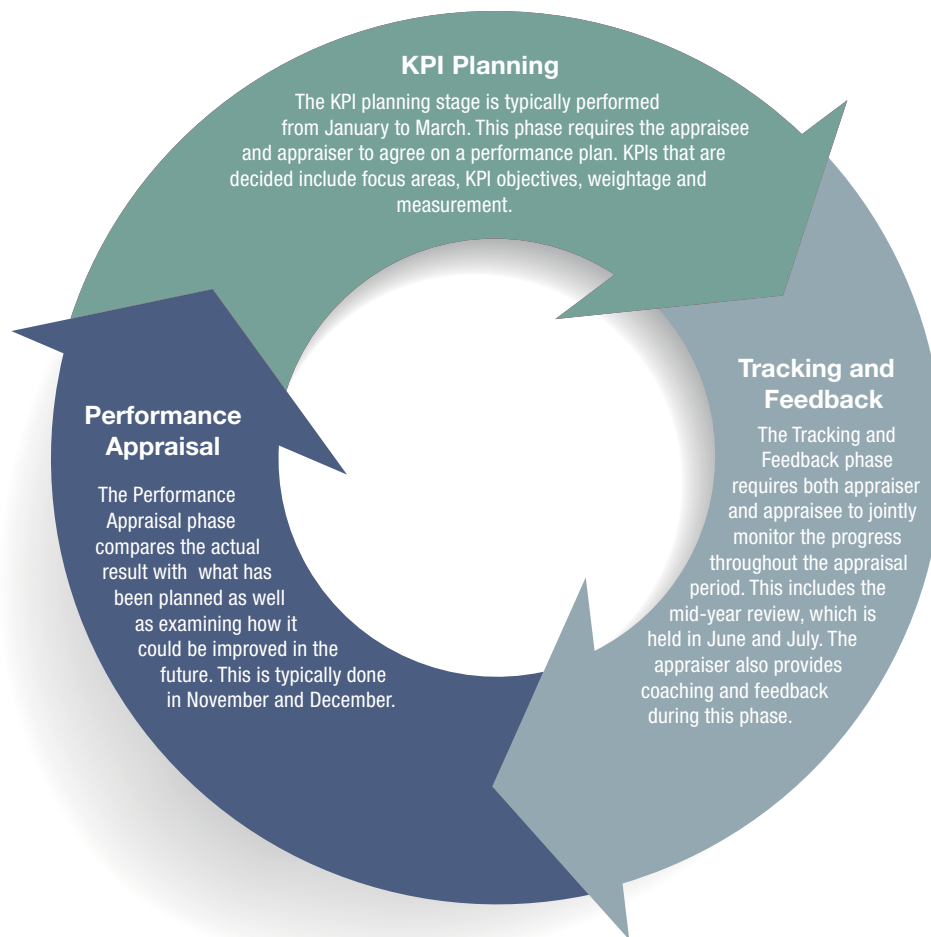 KPI Planning
The KPI planning stage is typically performed
from January to March. This phase requires the appraisee
and appraiser to agree on a performance plan. KPIs that are
decided include focus areas, KPI objectives, weightage and
measurement.
Tracking and
Feedback
The Tracking and
Feedback phase
requires both appraiser
and appraisee to jointly
monitor the progress
throughout the appraisal
period. This includes the
mid-year review, which is
held in June and July. The
appraiser also provides
coaching and feedback
during this phase.
Performance
Appraisal
The Performance
Appraisal phase
compares the actual
result with what has
been planned as well
as examining how it
could be improved in the
future. This is typically done
in November and December.